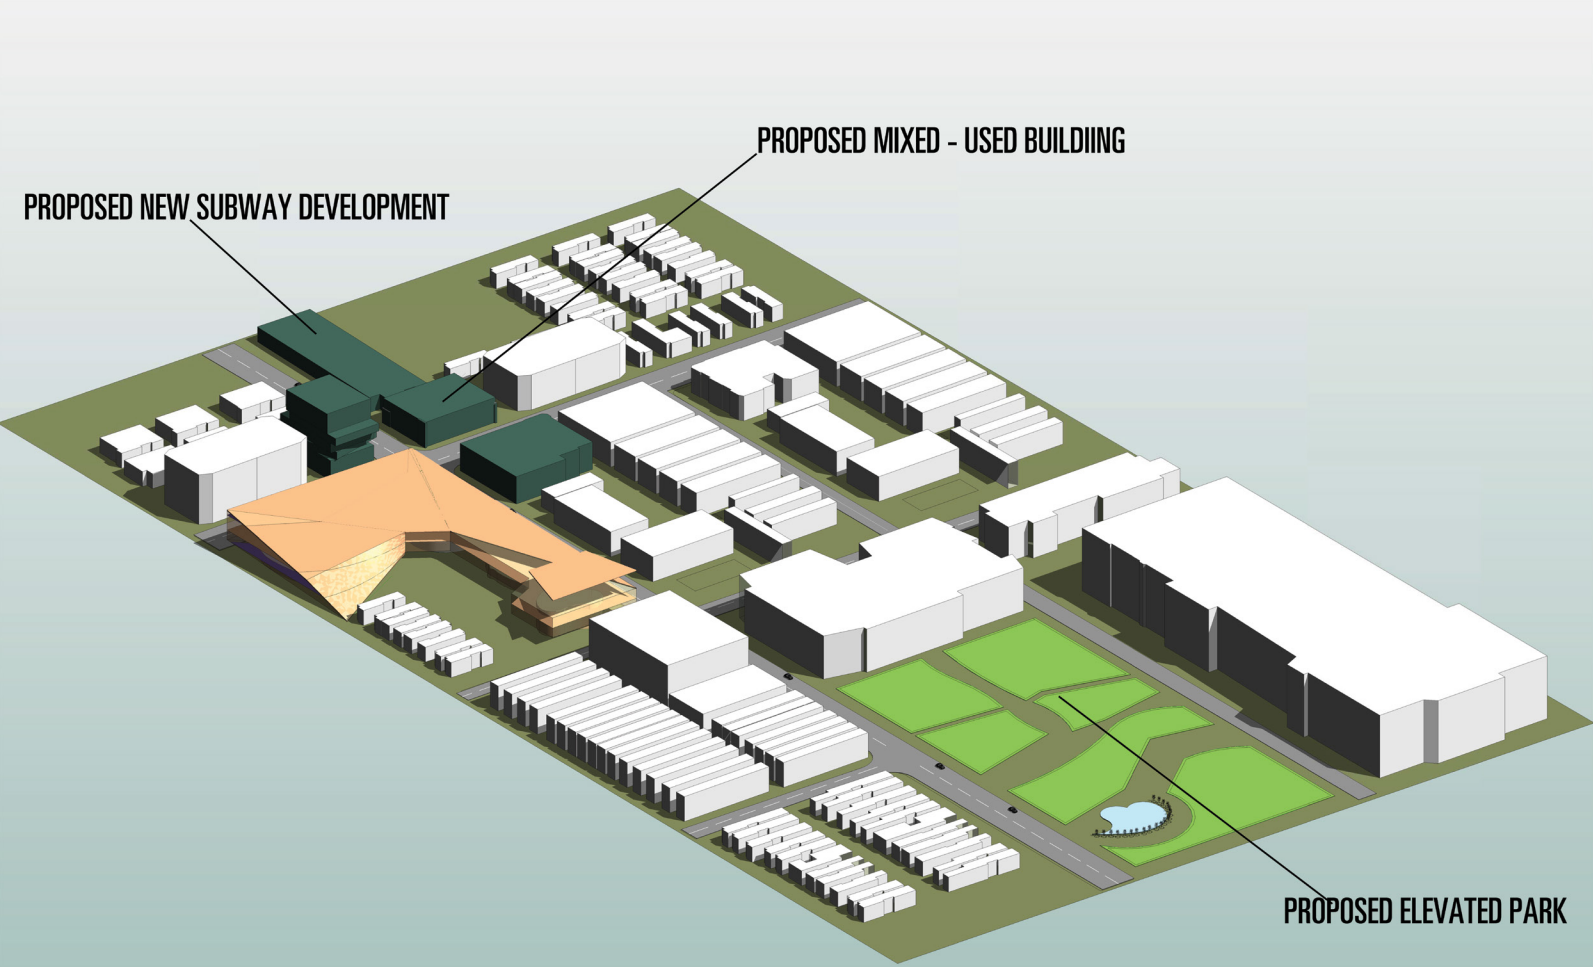 PROPOSED MIXED - USED BUILDIING
PROPOSED NEW SUBWAY DEVELOPMENT
PROPOSED ELEVATED PARK